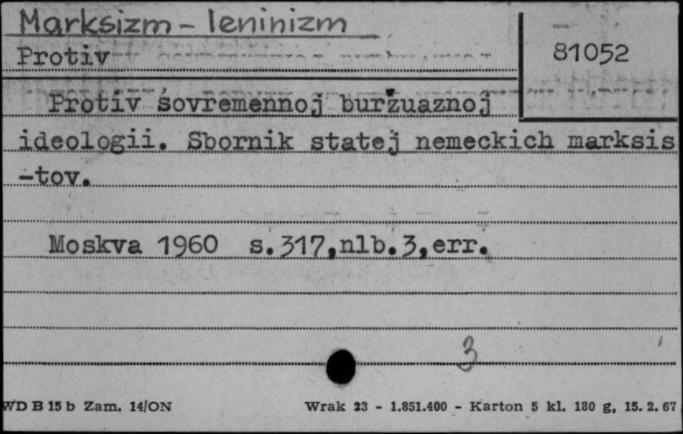 Marksizm - leninizm
Protiv
81052
Protiv sovremennoj buržuaznoj
ideologii. Sbornik statej nemeckich marksis
-tov.
Moskva 1960 s.317,nlb.3,err.
3
WD B 15 b Zam. 14/ON
Wrak 23 - 1.851.400 - Karton 5 kl. 180 g, 15. 2. 67